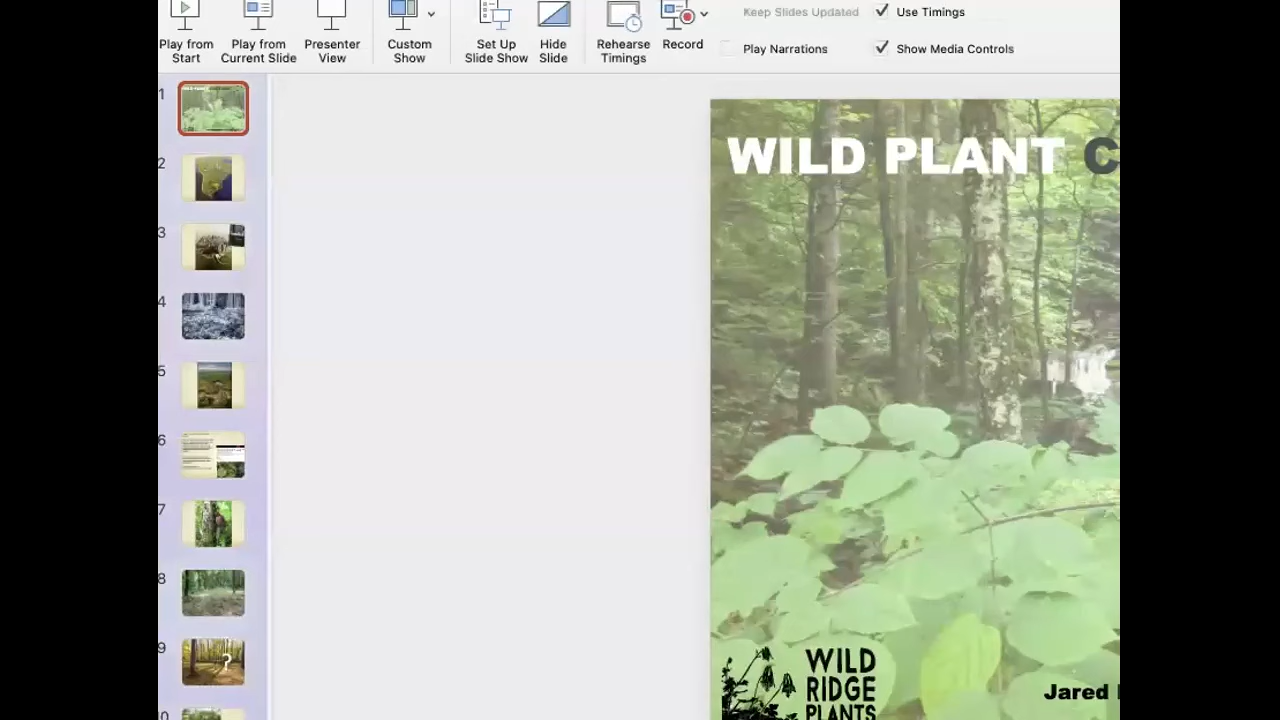 Play from
Start
Play from
Current Slide
Presenter
View
Custom
Show
Set Up
Slide Show
Hide
Slide
Rehearse
Timings
Record
Keep Slides Updated
Use Timings
Play Narrations
Show Media Controls
1
2
3
4
5
6
7
8
9
?
WILD PLANT C
WILD
RIDGE
PLANTS
Jared